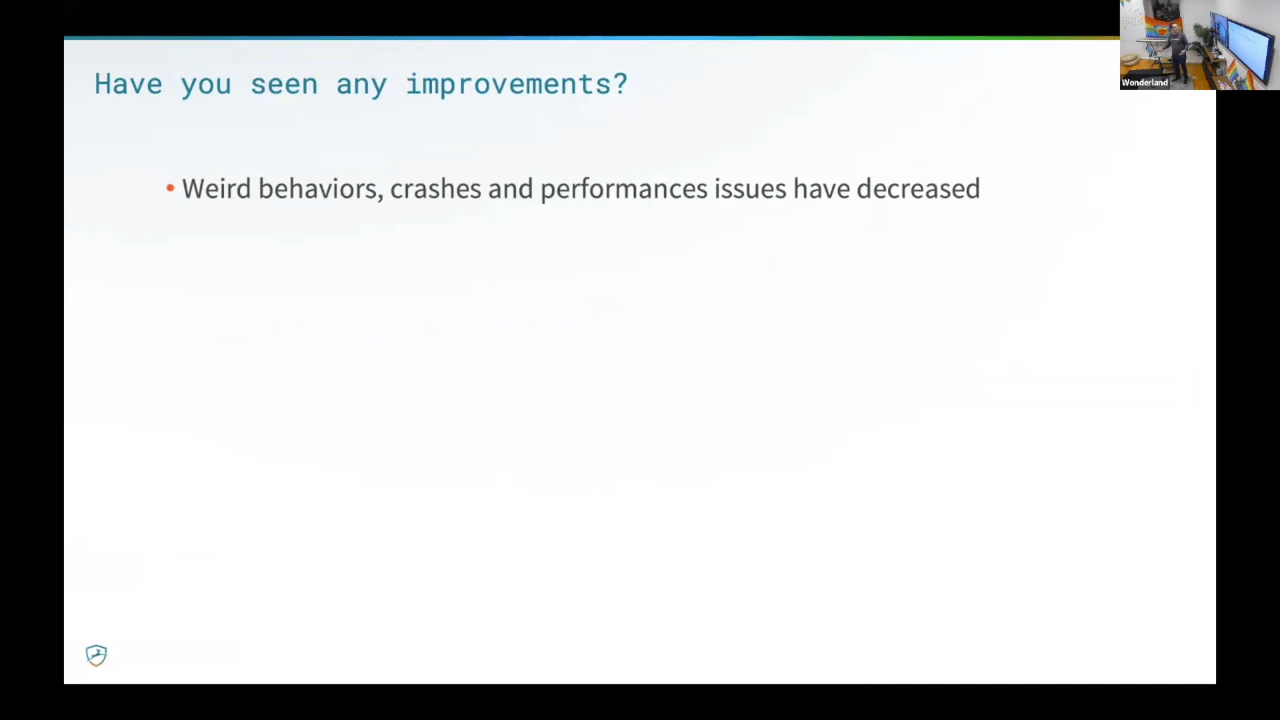 Have you seen any improvements?
• Weird behaviors, crashes and performances issues have decreased
Wonderland